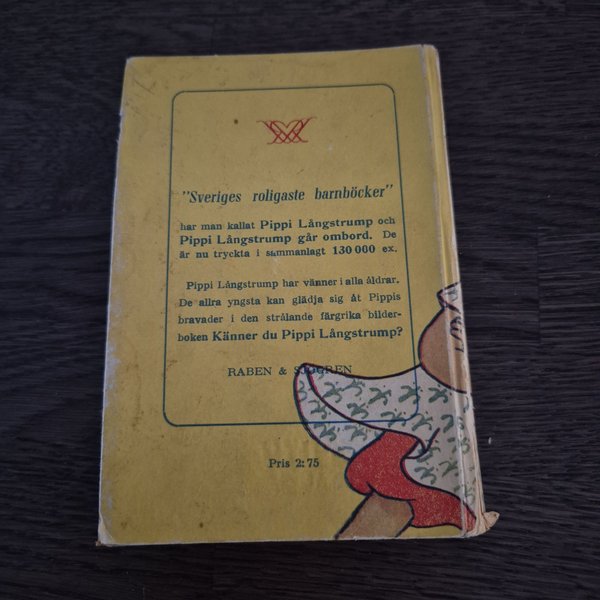 "Sveriges roligaste barnböcker"
har man kallat Pippi Långstrump och
Pippi Långstrump går ombord. De
är nu tryckta i sammanlagt 130 000 ex.
Pippi Långstrump har vänner i alla åldrar.
De allra yngsta kan glädja sig åt Pippis
bravader i den strålande färgrika bilder-
boken Känner du Pippi Långstrump?
RABEN & SJÖGREN
Pris 2:75